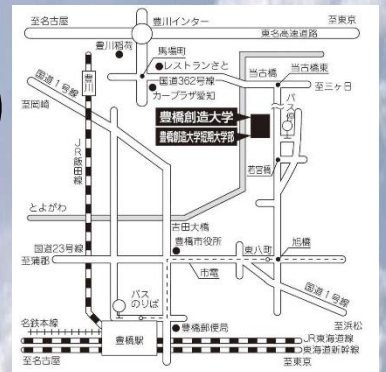 至名古屋
豊川インター
至東京
東名高速道路
豊川稲荷
馬場町
レストランさと
当古橋
当古橋東
国道362号線
至三ヶ日
国道1号線
豊川
カープラザ愛知
バス停
至岡崎
豊橋創造大学
豊橋創造大学短期大学部
JR飯田線
若宮橋
とよがわ
吉田大橋
豊橋市役所
国道23号線
東八町
旭橋
至蒲郡
市電
国道1号線
バス
のりば
至浜松
名鉄本線
豊橋郵便局
豊橋駅
JR東海道線
東海道新幹線
至名古屋
至東京